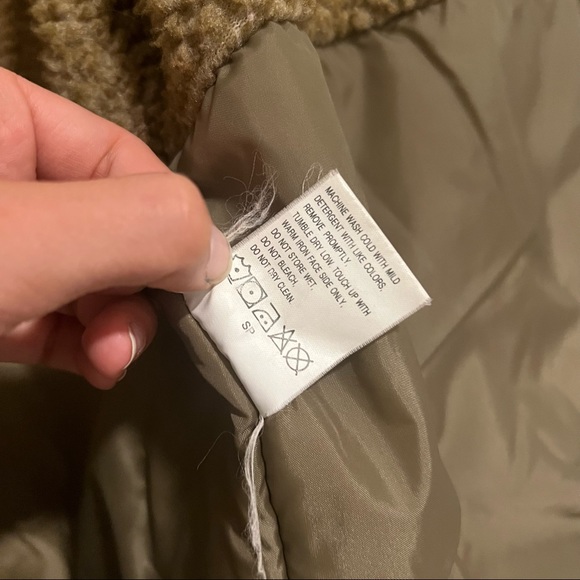 MACHINE WASH COLD WITH MILD
DETERGENT WITH LIKE COLORS.
REMOVE PROMPTLY.
TUMBLE DRY LOW. TOUCH UP WITH
WARM IRON FACE SIDE ONLY.
DO NOT STORE WET.
DO NOT BLEACH.
DO NOT DRY CLEAN.
SP